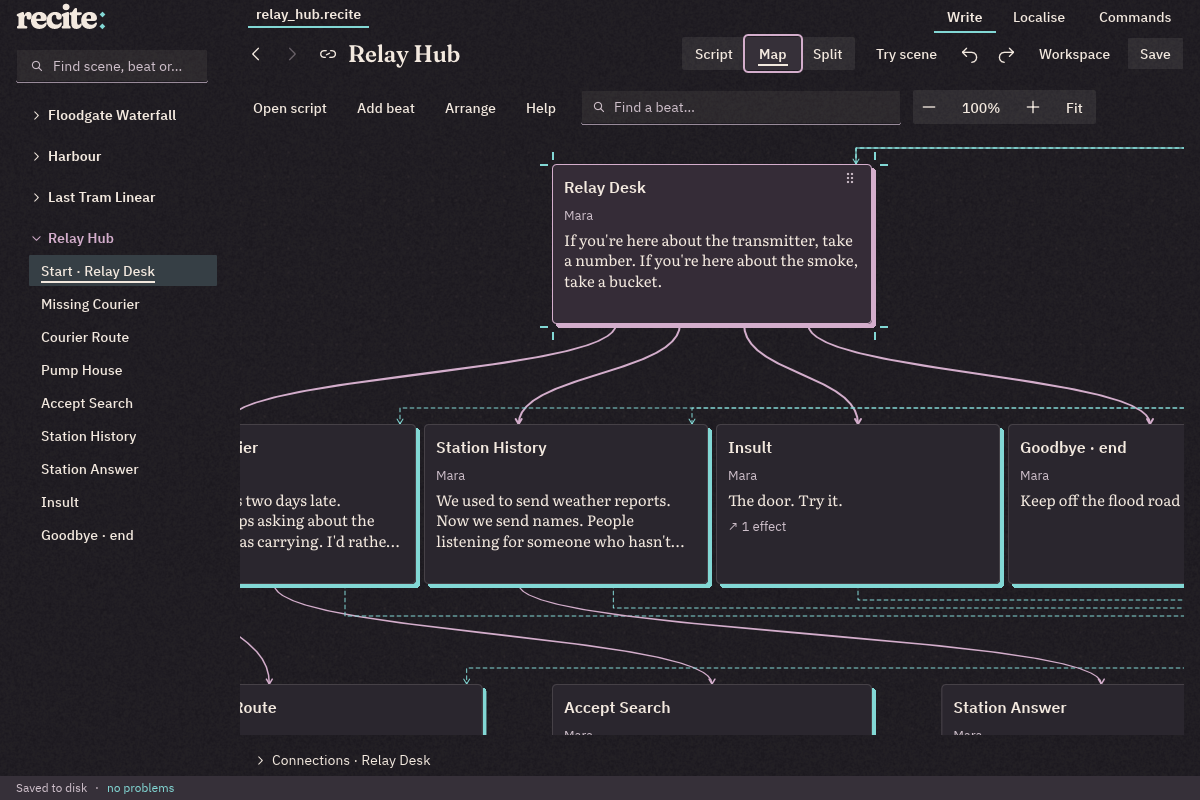 recite:
relay_hub.recite
Write
Localise
Commands
Find scene, beat or...
Relay Hub
Script
Map
Split
Try scene
Workspace
Save
Open script
Add beat
Arrange
Help
Find a beat...
100%
Fit
Floodgate Waterfall
Harbour
Last Tram Linear
Relay Hub
Start · Relay Desk
Missing Courier
Courier Route
Pump House
Accept Search
Station History
Station Answer
Insult
Goodbye · end
Relay Desk
Mara
If you're here about the transmitter, take
a number. If you're here about the smoke,
take a bucket.
ier
s two days late.
ps asking about the
as carrying. I'd rathe...
Station History
Mara
We used to send weather reports.
Now we send names. People
listening for someone who hasn't...
Insult
Mara
The door. Try it.
↗ 1 effect
Goodbye · end
Mara
Keep off the flood road
Route
Accept Search
Mara
Station Answer
Mara
Connections · Relay Desk
Saved to disk · no problems